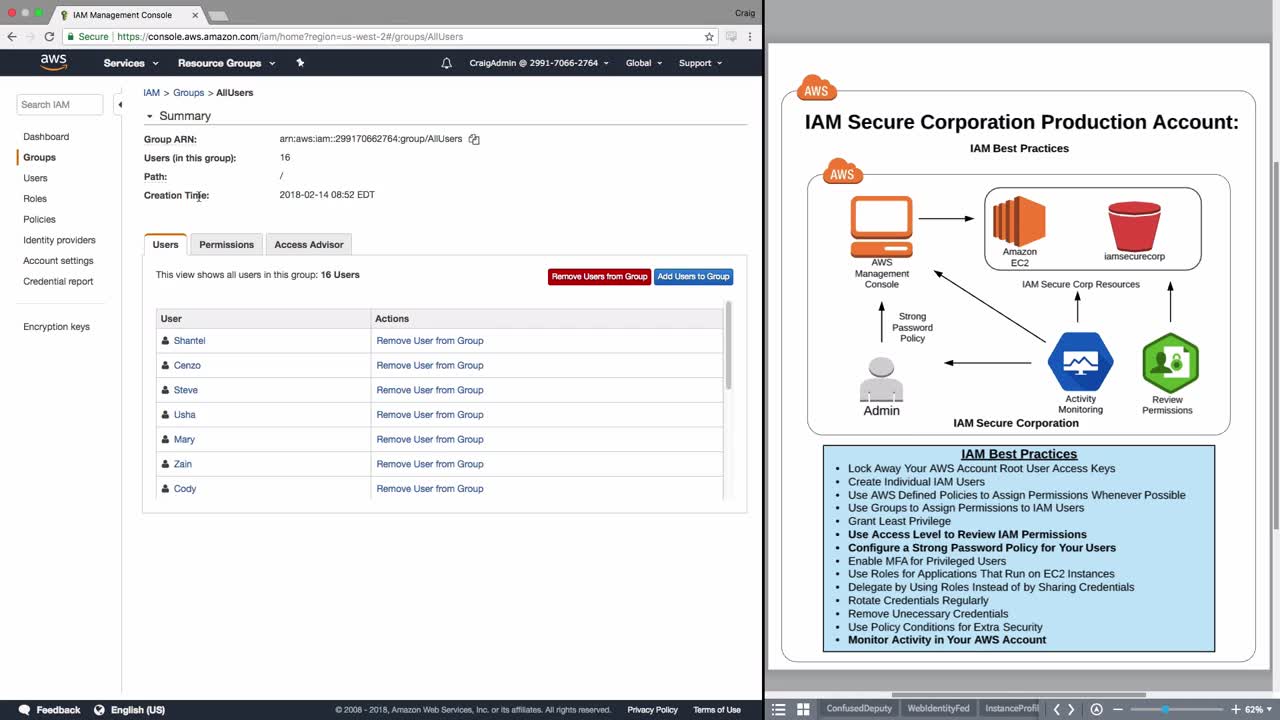 IAM Management Console
Craig
Secure
https://console.aws.amazon.com/iam/home?region=us-west-2#/groups/AllUsers
aws
Services
Resource Groups
CraigAdmin @ 2991-7066-2764
Global
Support
Search IAM
Dashboard
Groups
Users
Roles
Policies
Identity providers
Account settings
Credential report
Encryption keys
IAM > Groups > AllUsers
Summary
Group ARN: arn:aws:iam::299170662764:group/AllUsers
Users (in this group): 16
Path: /
Creation Time: 2018-02-14 08:52 EDT
Users
Permissions
Access Advisor
This view shows all users in this group: 16 Users
Remove Users from Group
Add Users to Group
User Actions
Shantel Remove User from Group
Cenzo Remove User from Group
Steve Remove User from Group
Usha Remove User from Group
Mary Remove User from Group
Zain Remove User from Group
Cody Remove User from Group
Feedback
English (US)
© 2008 - 2018, Amazon Web Services, Inc. or its affiliates. All rights reserved.
Privacy Policy
Terms of Use
AWS
IAM Secure Corporation Production Account:
IAM Best Practices
AWS
AWS
Management
Console
Amazon
EC2
iamsecurecorp
IAM Secure Corp Resources
Strong
Password
Policy
Admin
Activity
Monitoring
Review
Permissions
IAM Secure Corporation
IAM Best Practices
• Lock Away Your AWS Account Root User Access Keys
• Create Individual IAM Users
• Use AWS Defined Policies to Assign Permissions Whenever Possible
• Use Groups to Assign Permissions to IAM Users
• Grant Least Privilege
• Use Access Level to Review IAM Permissions
• Configure a Strong Password Policy for Your Users
• Enable MFA for Privileged Users
• Use Roles for Applications That Run on EC2 Instances
• Delegate by Using Roles Instead of by Sharing Credentials
• Rotate Credentials Regularly
• Remove Unecessary Credentials
• Use Policy Conditions for Extra Security
• Monitor Activity in Your AWS Account
ConfusedDeputy
WebIdentityFed
InstanceProfil
62%